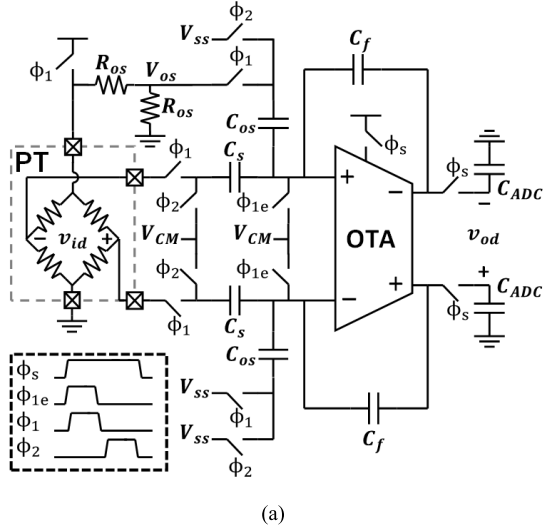 ϕ2
Vss
ϕ1
Cf
ϕ1
Ros
Vos
Ros
Cos
ϕs
PT
ϕ1
Cs
ϕs
CADC
ϕ2
ϕ1e
+
−
−
− vid +
VCM
VCM
OTA
vod
ϕ2
ϕ1e
+
+
−
CADC
ϕ1
Cs
ϕs
Cos
ϕs
ϕ1e
ϕ1
ϕ2
Vss
ϕ1
Vss
ϕ2
Cf
(a)